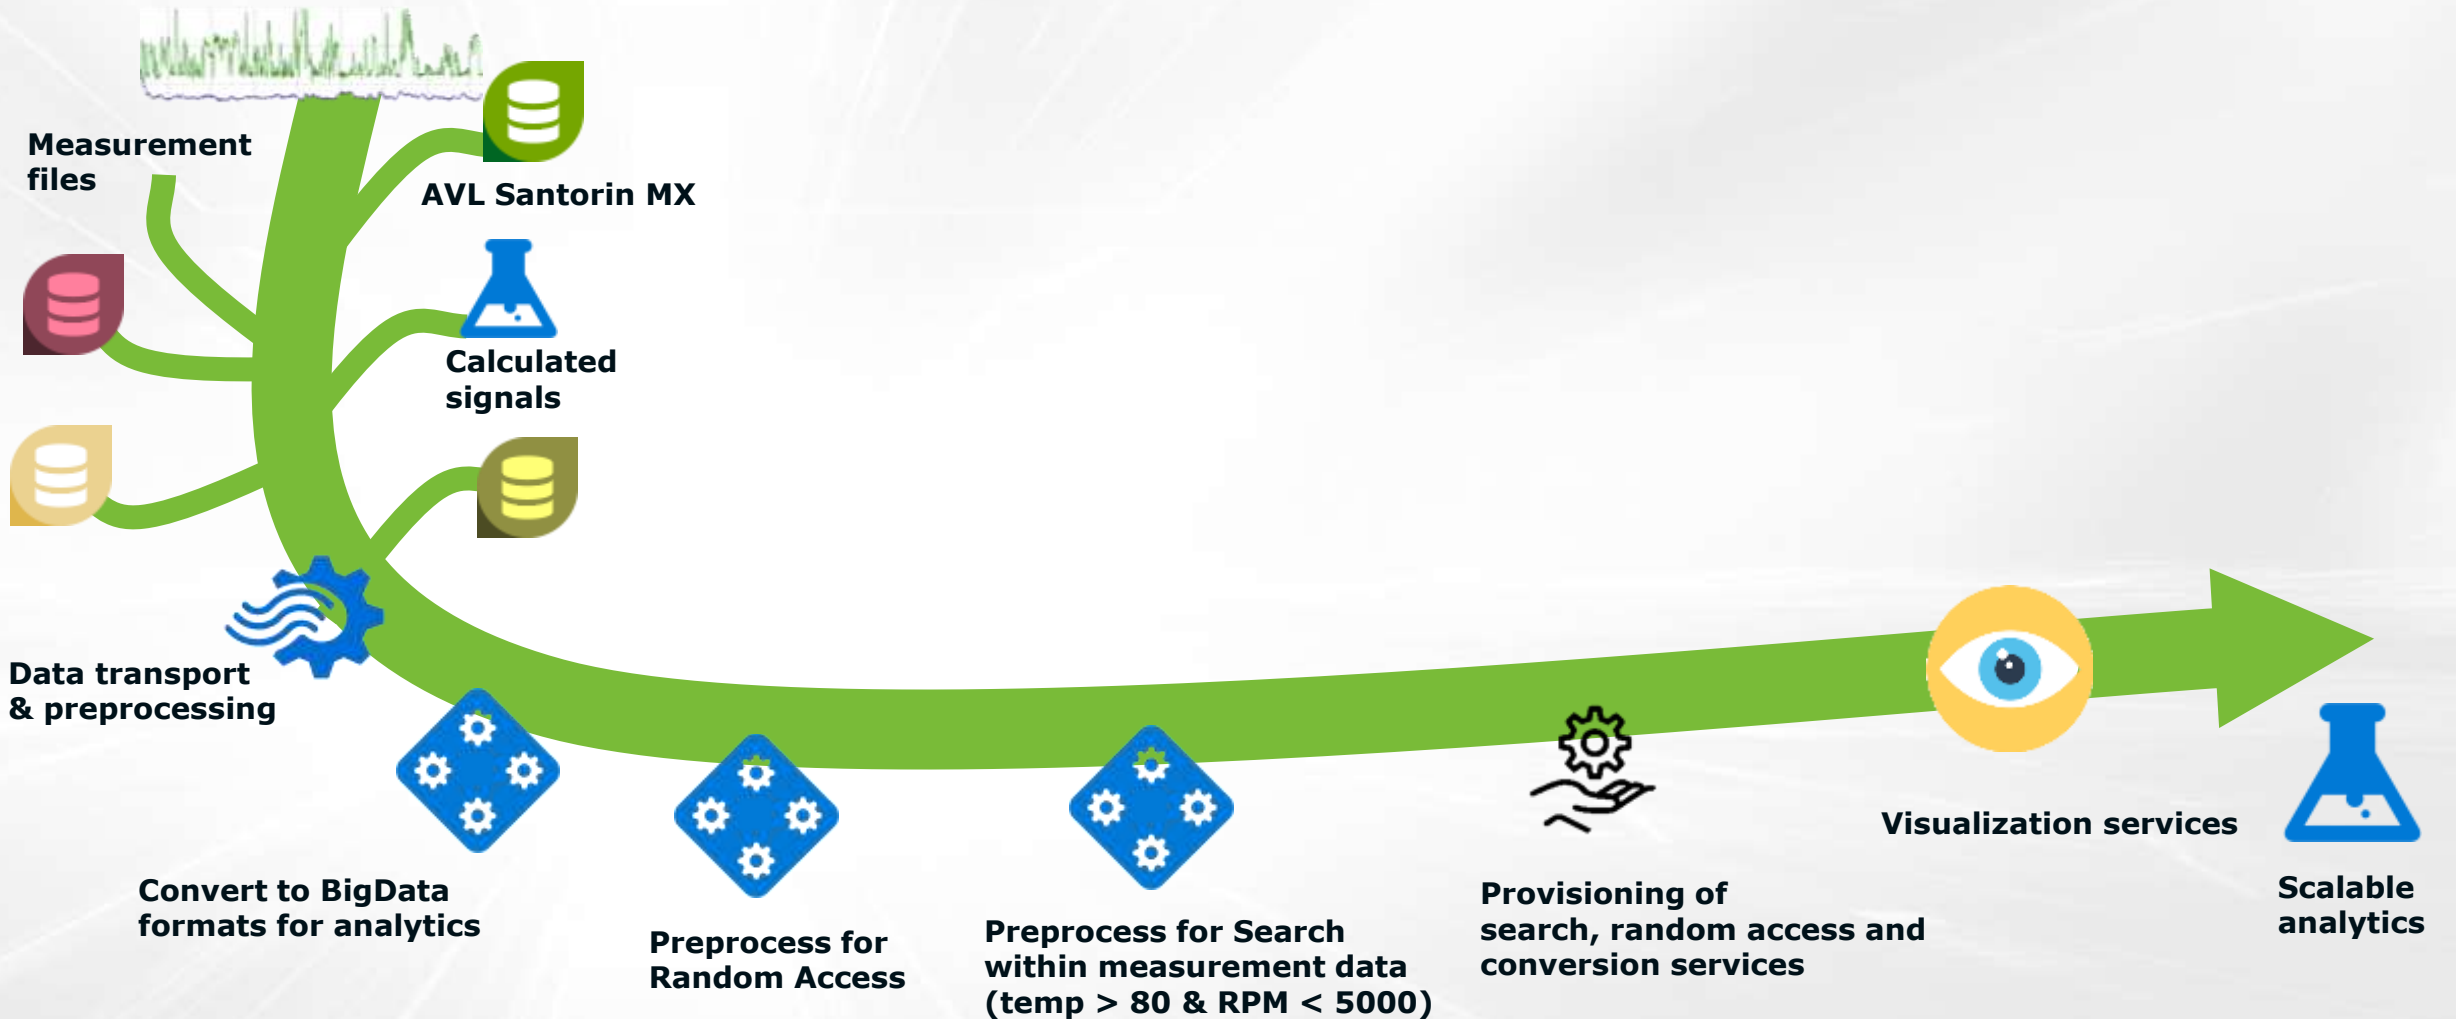 Measurement
files
AVL Santorin MX
Calculated
signals
Data transport
& preprocessing
Convert to BigData
formats for analytics
Preprocess for
Random Access
Preprocess for Search
within measurement data
(temp > 80 & RPM < 5000)
Provisioning of
search, random access and
conversion services
Visualization services
Scalable
analytics